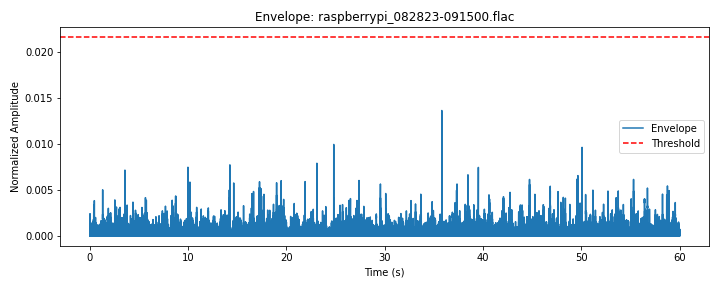 Envelope: raspberrypi_082823-091500.flac
Normalized Amplitude
0.020
0.015
0.010
0.005
0.000
Envelope
Threshold
0 10 20 30 40 50 60
Time (s)